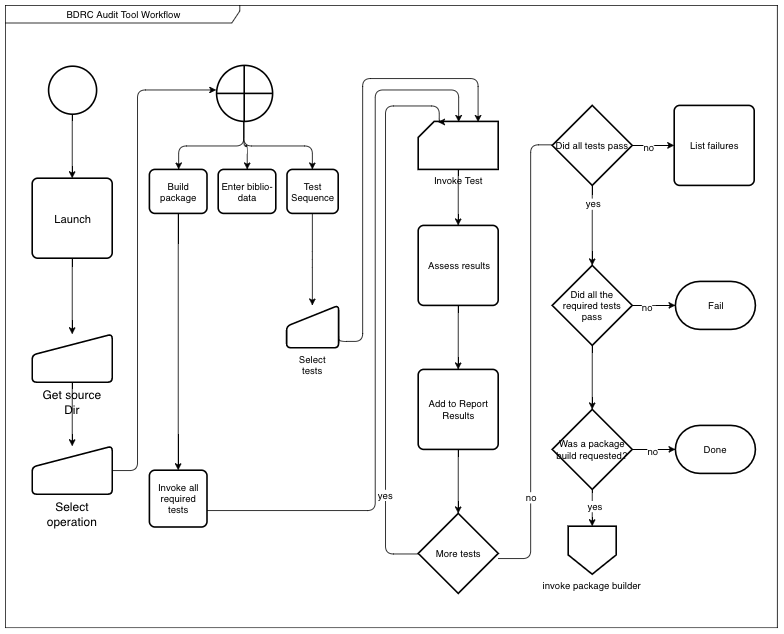 BDRC Audit Tool Workflow
Launch
Get source
Dir
Select
operation
Build
package
Enter biblio-
data
Test
Sequence
Select
tests
Invoke all
required
tests
Invoke Test
Assess results
Add to Report
Results
More tests
yes
no
Did all tests pass
no
List failures
yes
Did all the
required tests
pass
no
Fail
Was a package
build requested?
no
Done
yes
invoke package builder